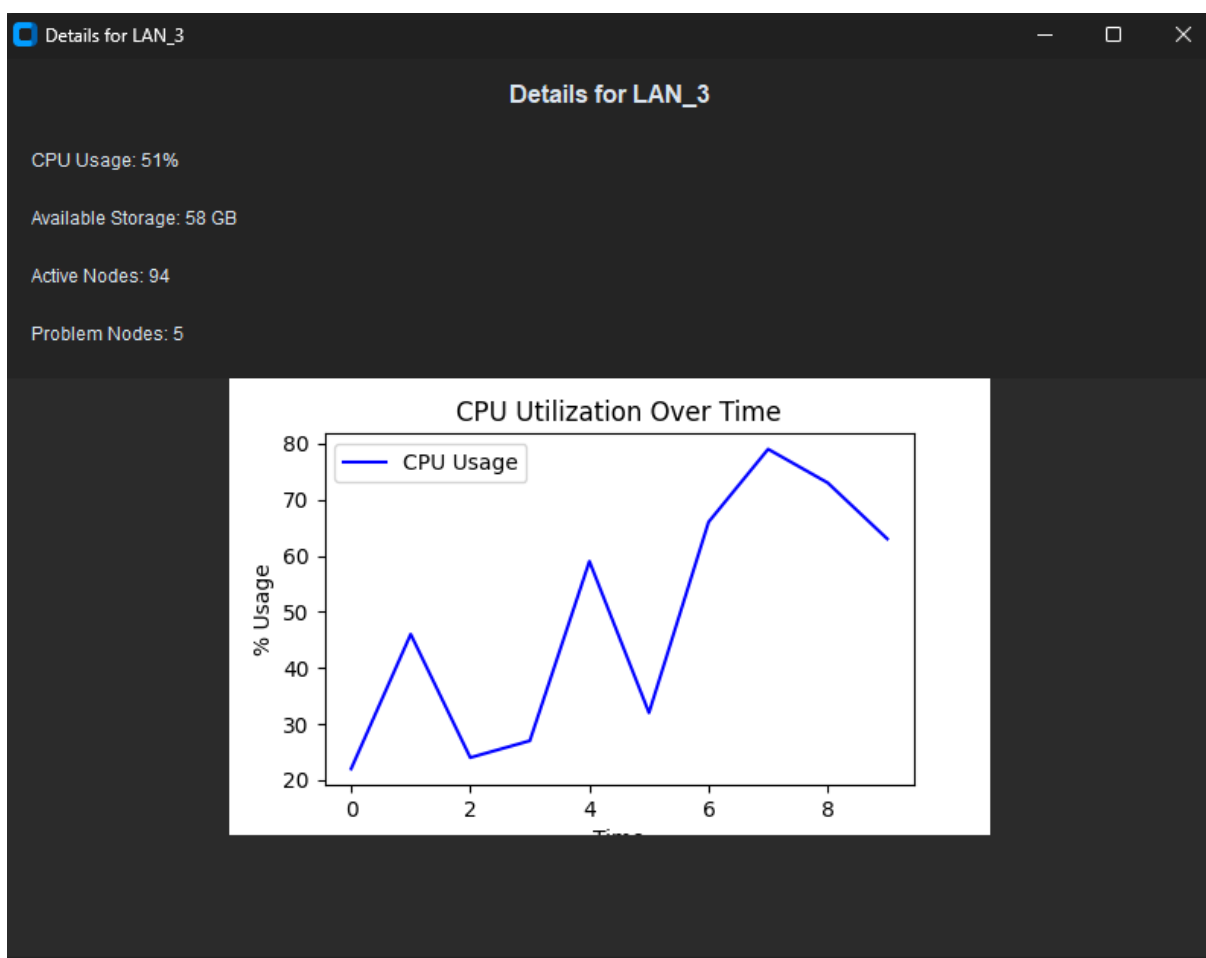 Details for LAN_3
Details for LAN_3
CPU Usage: 51%
Available Storage: 58 GB
Active Nodes: 94
Problem Nodes: 5
CPU Utilization Over Time
CPU Usage
80
70
60
50
40
30
20
% Usage
0 2 4 6 8
Time